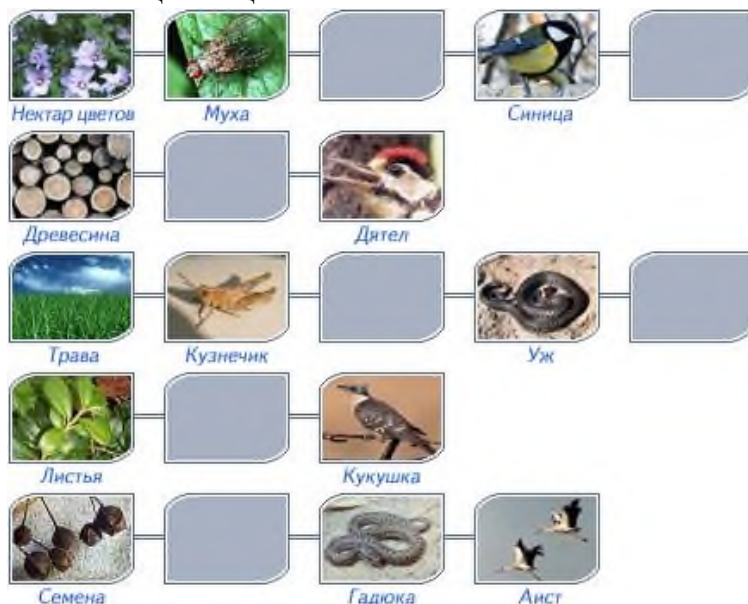 Нектар цветов Муха Синица
Древесина Дятел
Трава Кузнечик Уж
Листья Кукушка
Семена Гадюка Аист